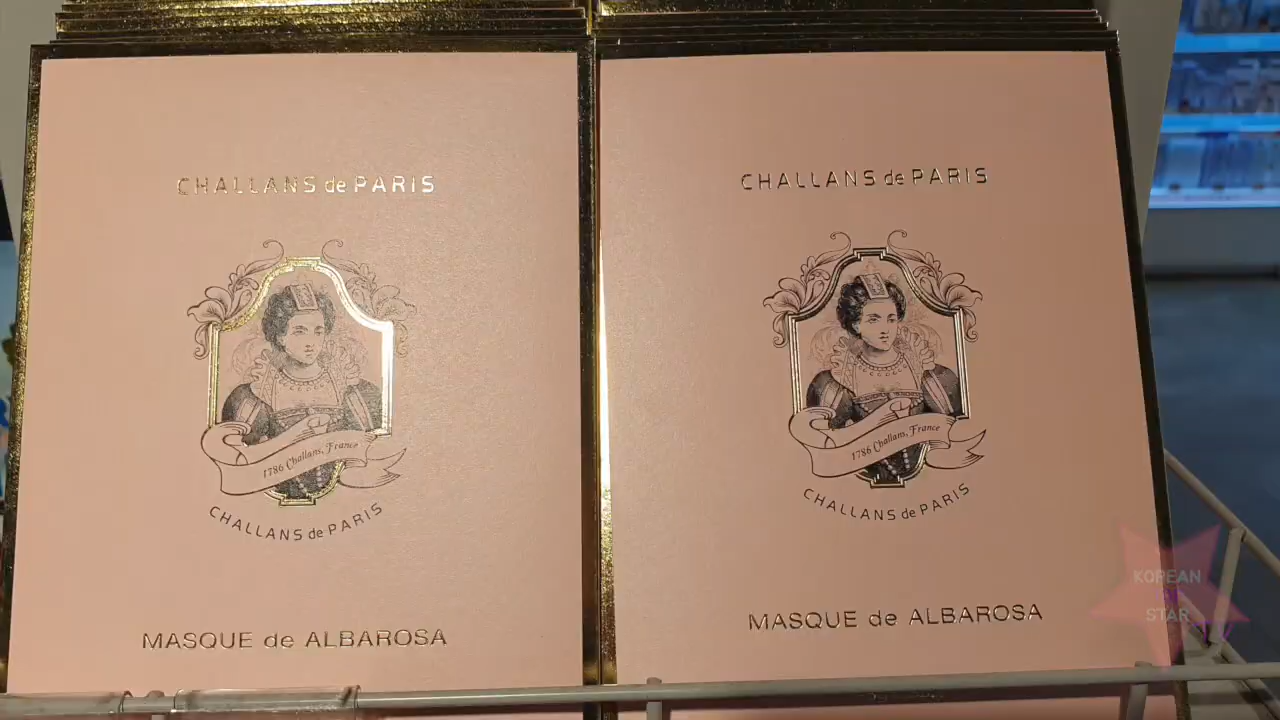 CHALLANS de PARIS
1786 Challans, France
CHALLANS de PARIS
MASQUE de ALBAROSA
CHALLANS de PARIS
1786 Challans, France
CHALLANS de PARIS
MASQUE de ALBAROSA
KOREAN
STAR